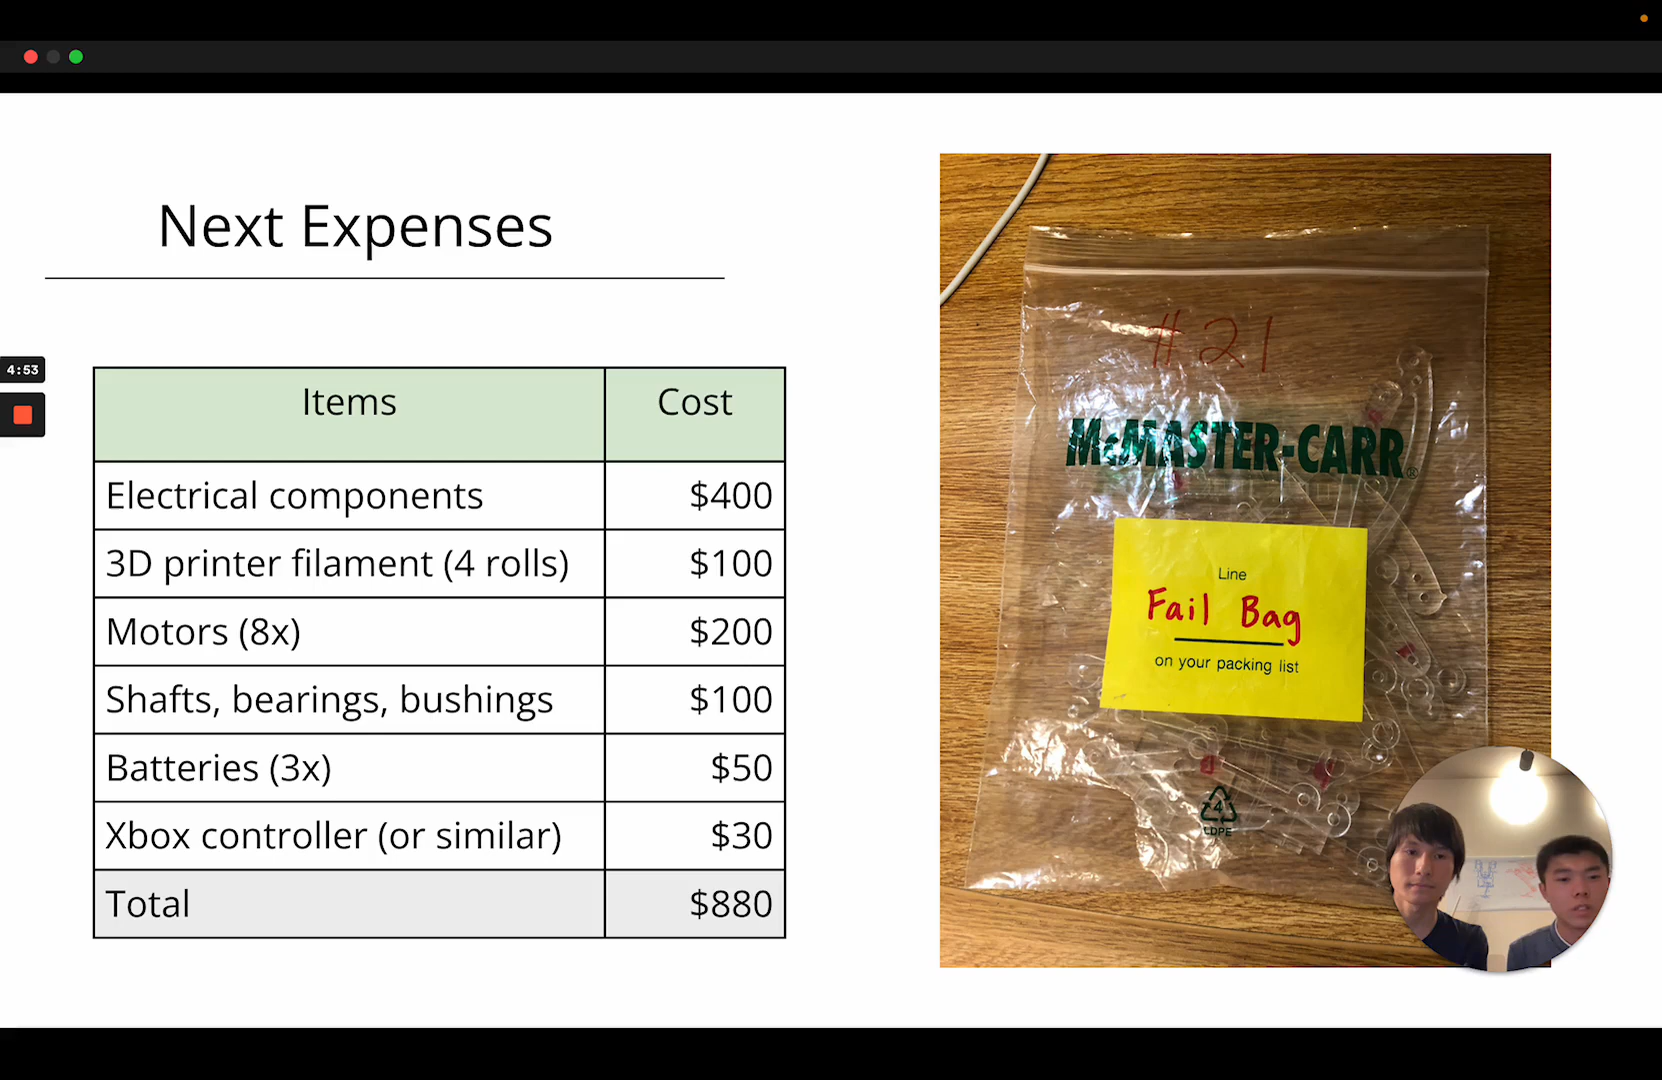 Next Expenses
4:53
Items Cost
Electrical components $400
3D printer filament (4 rolls) $100
Motors (8x) $200
Shafts, bearings, bushings $100
Batteries (3x) $50
Xbox controller (or similar) $30
Total $880
#21
McMASTER-CARR®
Line
Fail Bag
on your packing list
4
LDPE